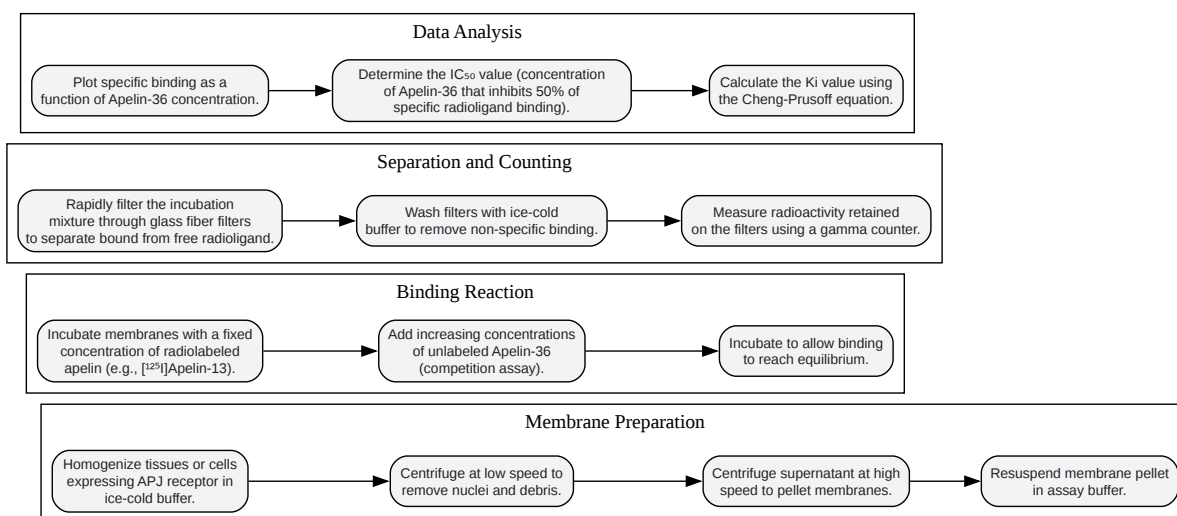 Data Analysis
Plot specific binding as a
function of Apelin-36 concentration.
Determine the IC₅₀ value (concentration
of Apelin-36 that inhibits 50% of
specific radioligand binding).
Calculate the Ki value using
the Cheng-Prusoff equation.
Separation and Counting
Rapidly filter the incubation
mixture through glass fiber filters
to separate bound from free radioligand.
Wash filters with ice-cold
buffer to remove non-specific binding.
Measure radioactivity retained
on the filters using a gamma counter.
Binding Reaction
Incubate membranes with a fixed
concentration of radiolabeled
apelin (e.g., [¹²⁵I]Apelin-13).
Add increasing concentrations
of unlabeled Apelin-36
(competition assay).
Incubate to allow binding
to reach equilibrium.
Membrane Preparation
Homogenize tissues or cells
expressing APJ receptor in
ice-cold buffer.
Centrifuge at low speed to
remove nuclei and debris.
Centrifuge supernatant at high
speed to pellet membranes.
Resuspend membrane pellet
in assay buffer.